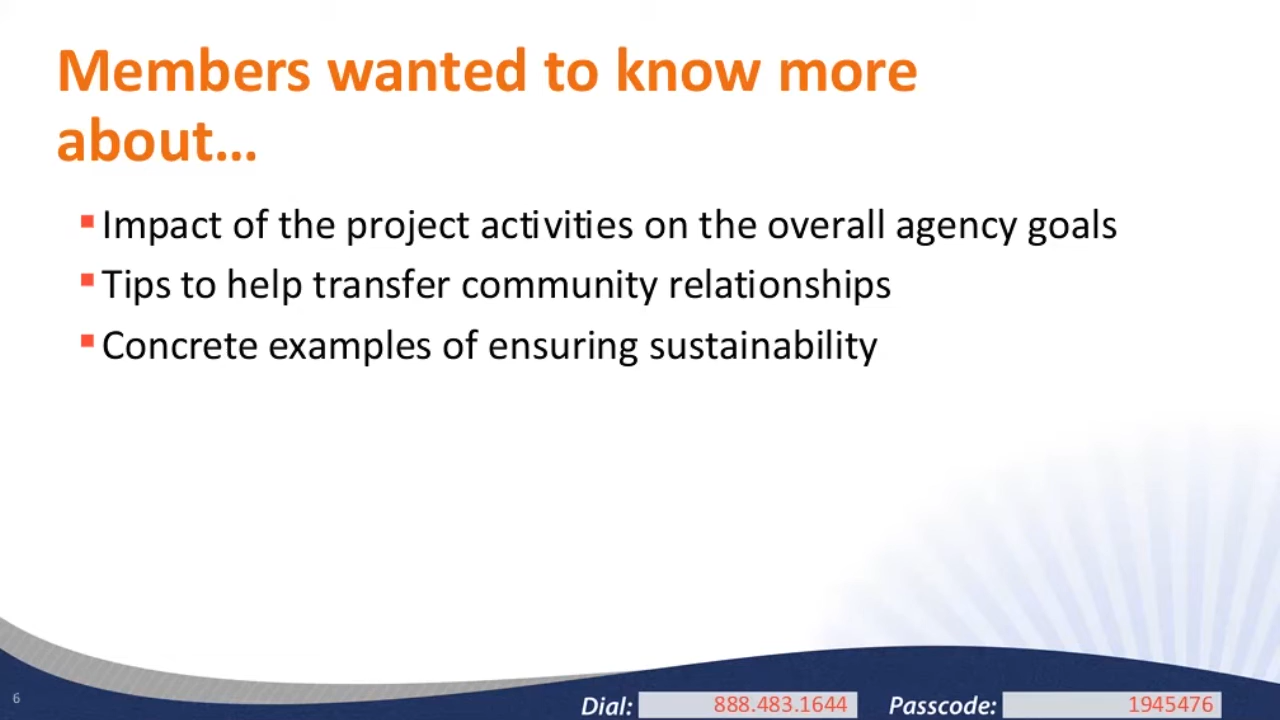 Members wanted to know more
about…
Impact of the project activities on the overall agency goals
Tips to help transfer community relationships
Concrete examples of ensuring sustainability
6
Dial: 888.483.1644 Passcode: 1945476